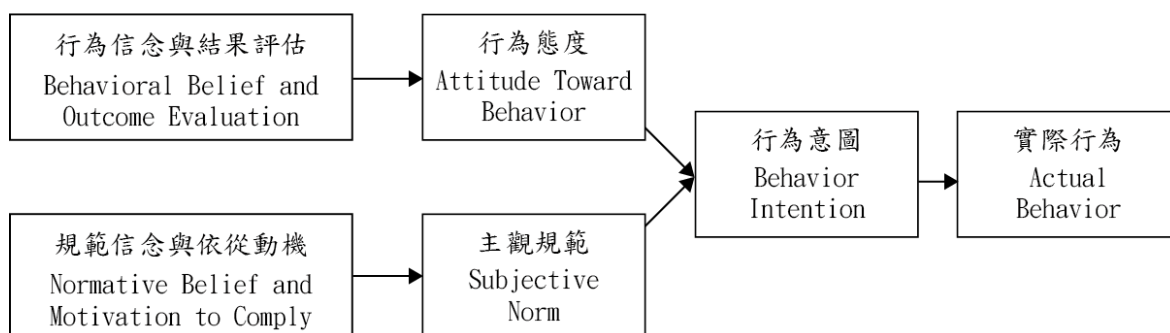 行為信念與結果評估
Behavioral Belief and
Outcome Evaluation
行為態度
Attitude Toward
Behavior
行為意圖
Behavior
Intention
實際行為
Actual
Behavior
規範信念與依從動機
Normative Belief and
Motivation to Comply
主觀規範
Subjective
Norm